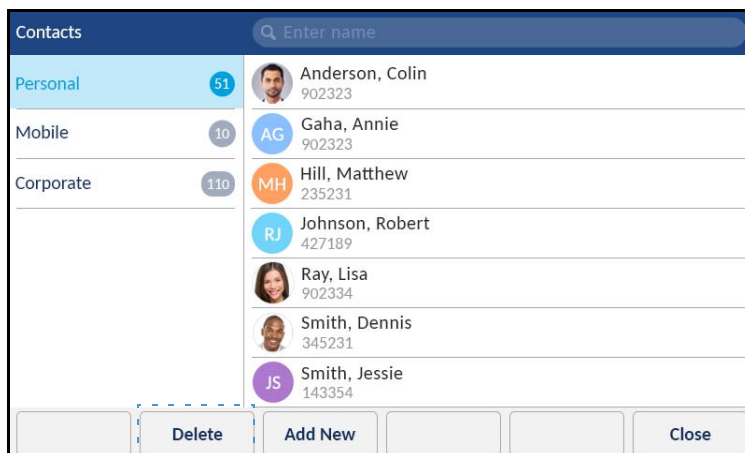 Contacts
Enter name
Personal 51
Mobile 10
Corporate 110
Anderson, Colin
902323
AG
Gaha, Annie
902323
MH
Hill, Matthew
235231
RJ
Johnson, Robert
427189
Ray, Lisa
902334
Smith, Dennis
345231
JS
Smith, Jessie
143354
Delete
Add New
Close